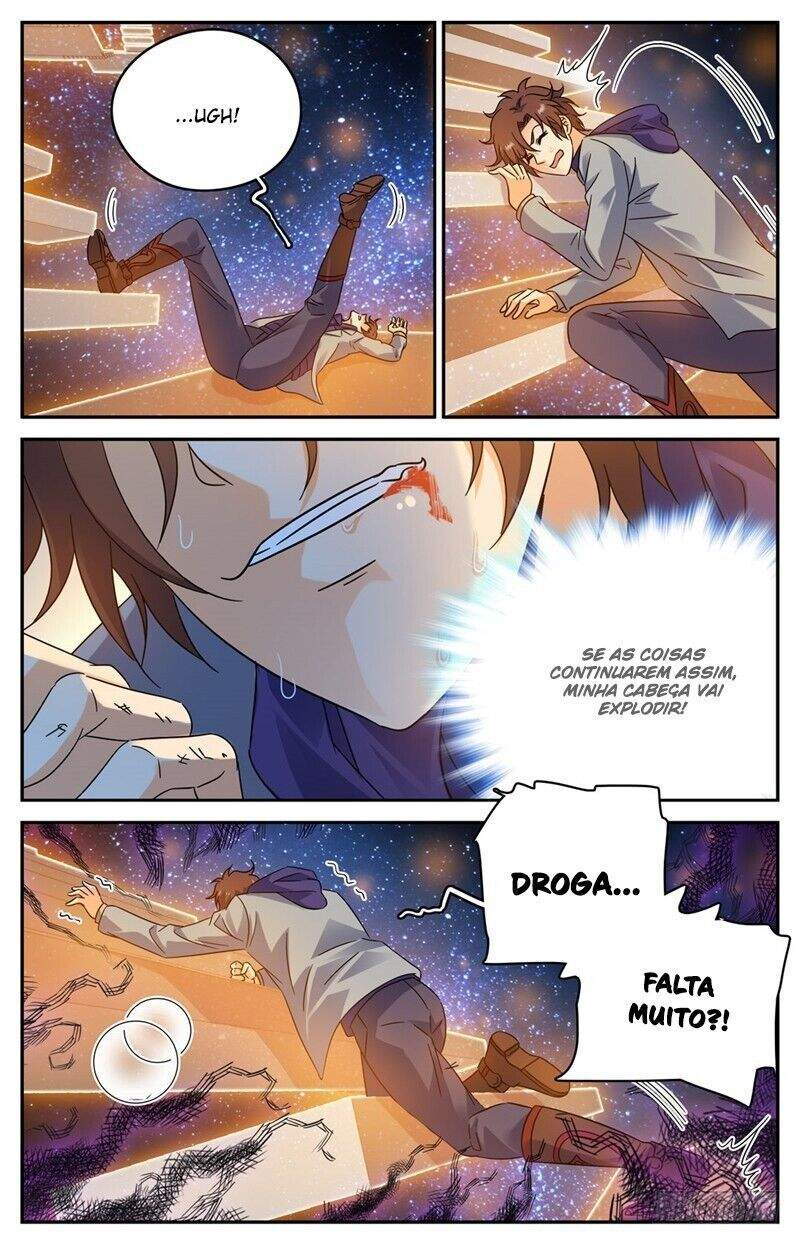 ...UGH!
SE AS COISAS
CONTINUAREM ASSIM,
MINHA CABEÇA VAI
EXPLODIR!
DROGA...
FALTA
MUITO?!